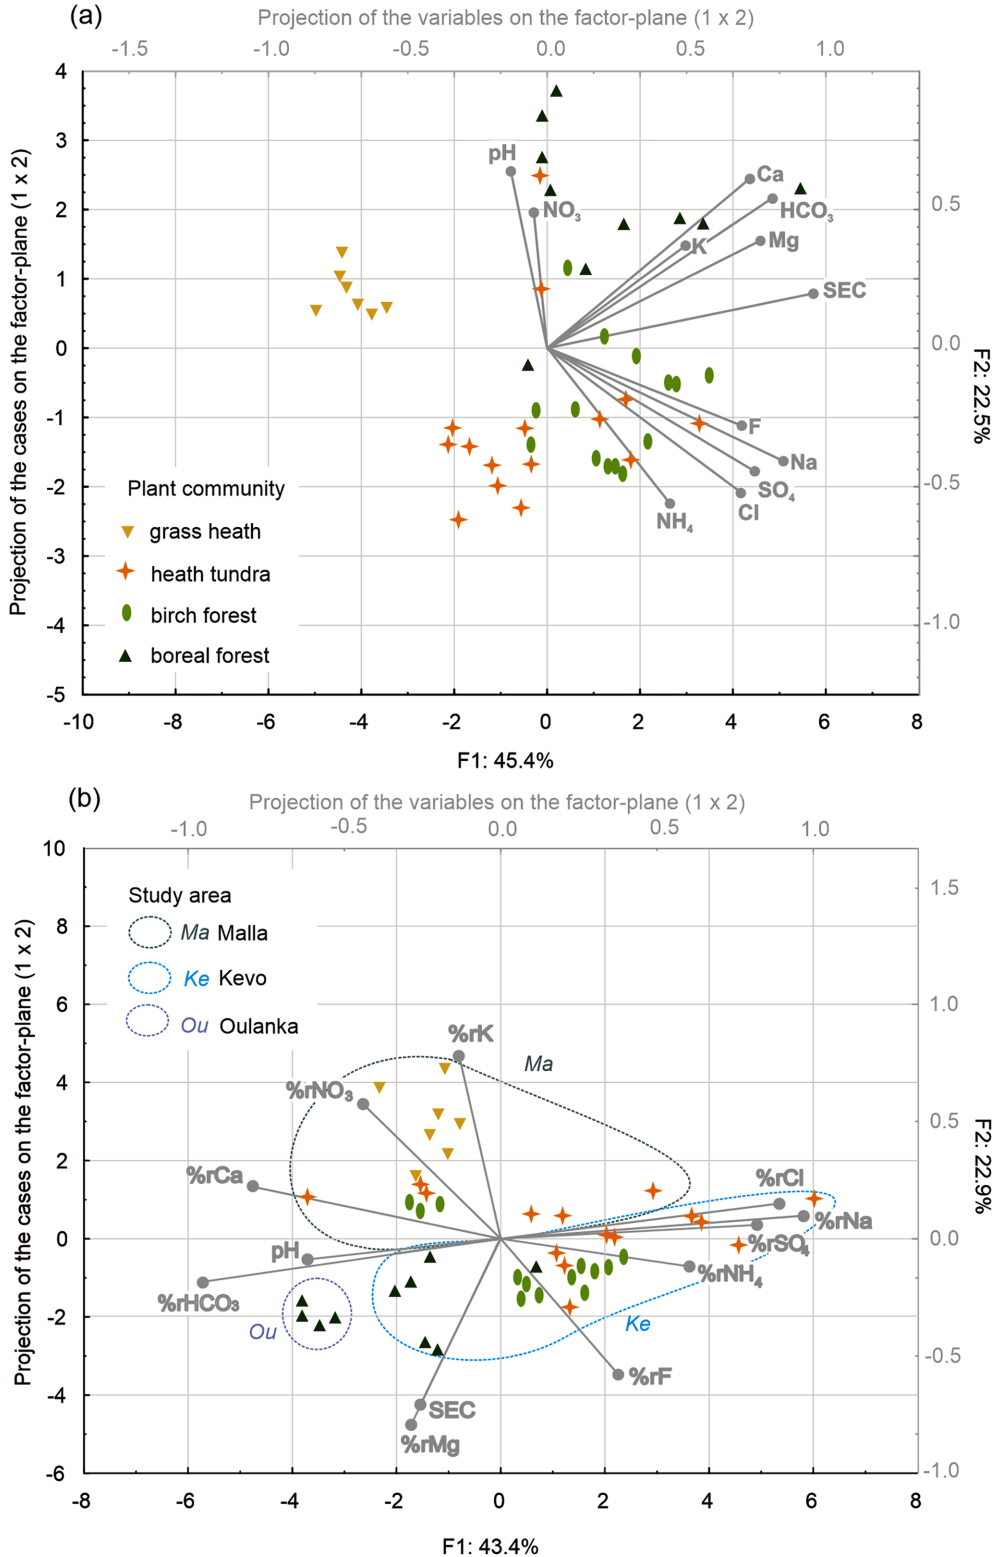 (a)
Projection of the variables on the factor-plane (1 x 2)
-1.5 -1.0 -0.5 0.0 0.5 1.0
4
3
2
1
0
-1
-2
-3
-4
-5
Projection of the cases on the factor-plane (1 x 2)
pH
NO₃
Ca
HCO₃
K
Mg
SEC
F
Na
SO₄
Cl
NH₄
Plant community
grass heath
heath tundra
birch forest
boreal forest
0.5
0.0
-0.5
-1.0
F2: 22.5%
-10 -8 -6 -4 -2 0 2 4 6 8
F1: 45.4%
(b)
Projection of the variables on the factor-plane (1 x 2)
-1.0 -0.5 0.0 0.5 1.0
10
8
6
4
2
0
-2
-4
-6
Projection of the cases on the factor-plane (1 x 2)
Study area
Ma Malla
Ke Kevo
Ou Oulanka
%rK
Ma
%rNO₃
%rCa
%rCl
%rNa
%rSO₄
pH
%rNH₄
%rHCO₃
Ou
Ke
%rF
SEC
%rMg
1.5
1.0
0.5
0.0
-0.5
-1.0
F2: 22.9%
-8 -6 -4 -2 0 2 4 6 8
F1: 43.4%